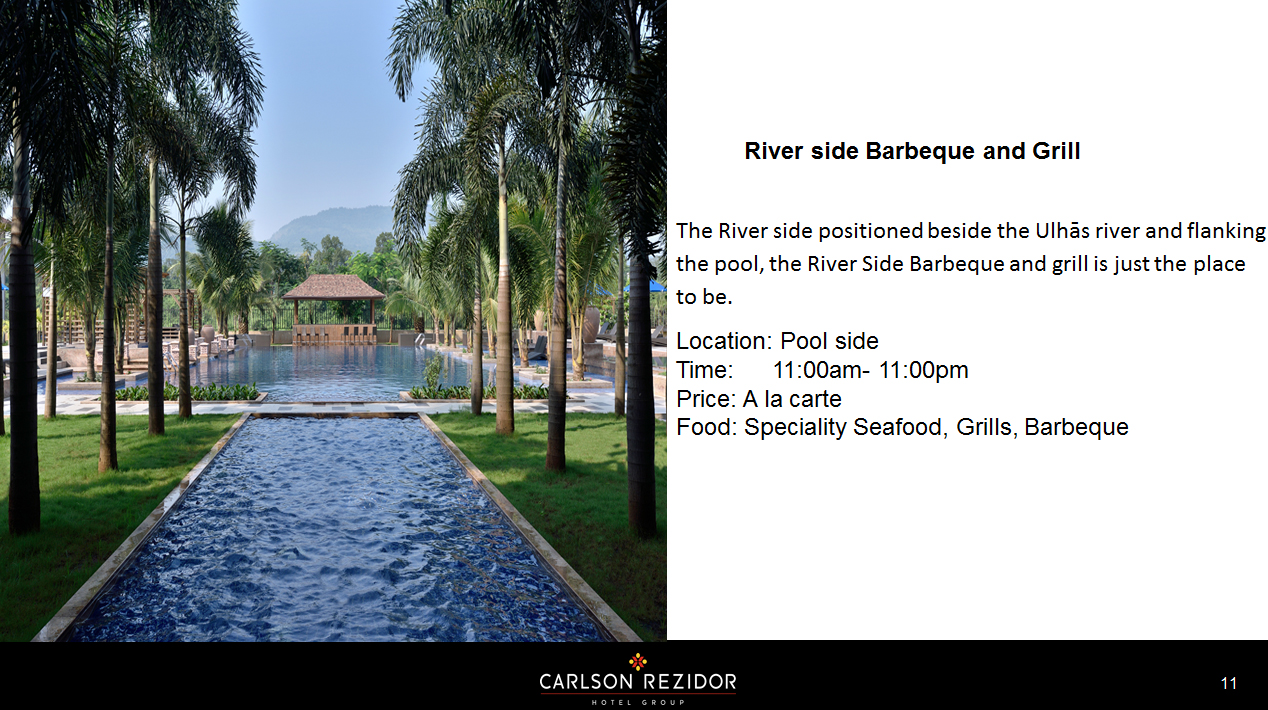 River side Barbeque and Grill
The River side positioned beside the Ulhās river and flanking
the pool, the River Side Barbeque and grill is just the place
to be.
Location: Pool side
Time: 11:00am- 11:00pm
Price: A la carte
Food: Speciality Seafood, Grills, Barbeque
CARLSON REZIDOR
HOTEL GROUP
11